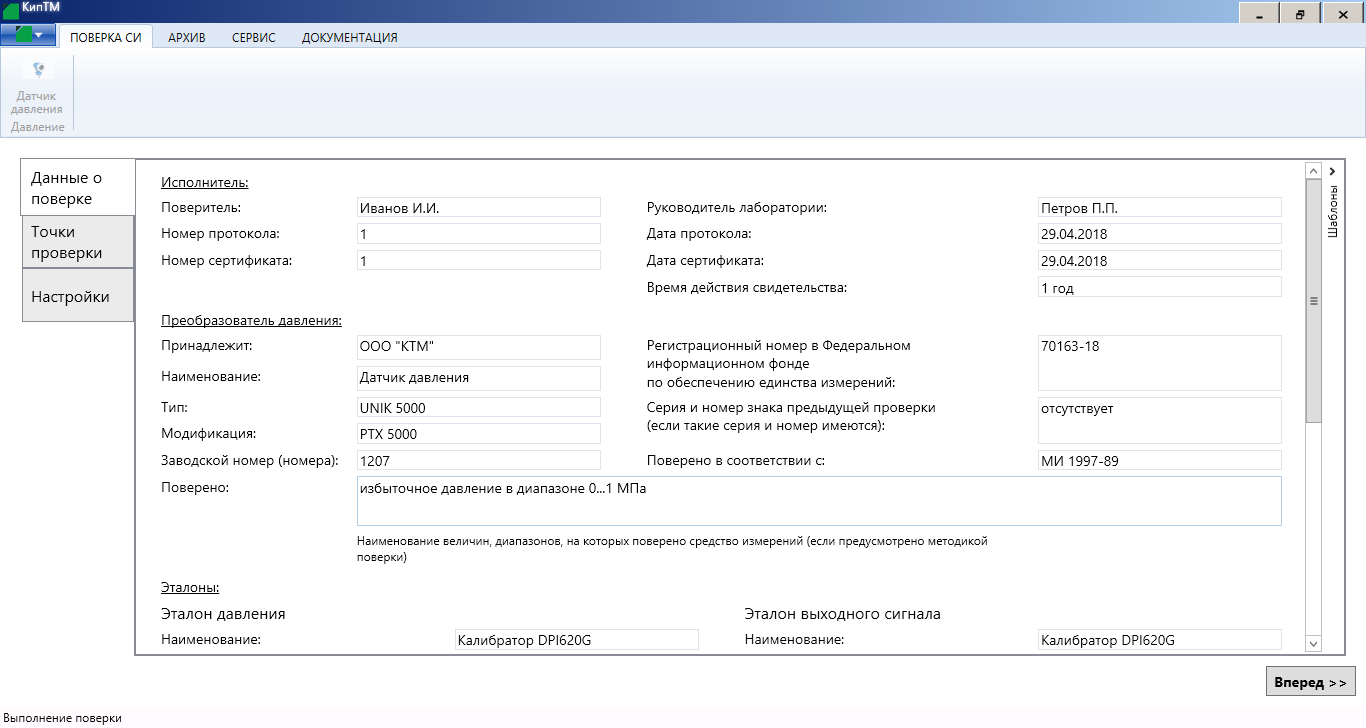 КипТМ
ПОВЕРКА СИ АРХИВ СЕРВИС ДОКУМЕНТАЦИЯ
Датчик
давления
Давление
Данные о
поверке
Точки
проверки
Настройки
Исполнитель:
Поверитель: Иванов И.И. Руководитель лаборатории: Петров П.П.
Номер протокола: 1 Дата протокола: 29.04.2018
Номер сертификата: 1 Дата сертификата: 29.04.2018
Время действия свидетельства: 1 год
Преобразователь давления:
Принадлежит: ООО "КТМ" Регистрационный номер в Федеральном 70163-18
информационном фонде
по обеспечению единства измерений:
Наименование: Датчик давления
Тип: UNIK 5000 Серия и номер знака предыдущей проверки отсутствует
(если такие серия и номер имеются):
Модификация: PTX 5000
Заводской номер (номера): 1207 Поверено в соответствии с: МИ 1997-89
Поверено: избыточное давление в диапазоне 0...1 МПа
Наименование величин, диапазонов, на которых поверено средство измерений (если предусмотрено методикой
поверки)
Эталоны:
Эталон давления Эталон выходного сигнала
Наименование: Калибратор DPI620G Наименование: Калибратор DPI620G
Шаблоны
Вперед >>
Выполнение поверки